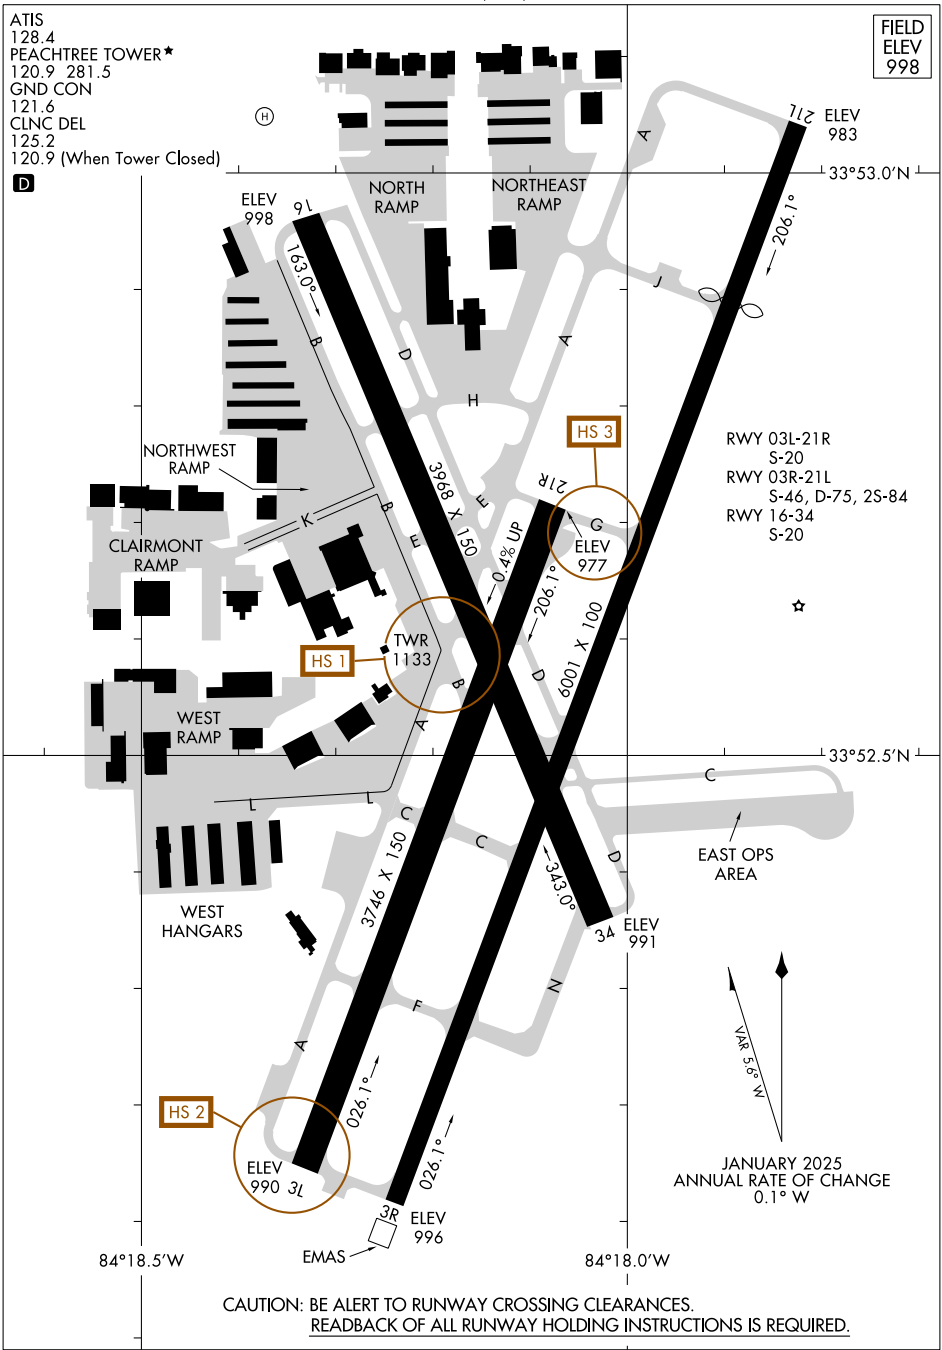 ATIS
128.4
PEACHTREE TOWER★
120.9 281.5
GND CON
121.6
CLNC DEL
125.2
120.9 (When Tower Closed)
D
FIELD
ELEV
998
H
A
21L
ELEV
983
33°53.0'N
NORTH
RAMP
NORTHEAST
RAMP
ELEV
998
16
206.1°
163.0°
J
B
D
A
H
HS 3
RWY 03L-21R
S-20
RWY 03R-21L
S-46, D-75, 2S-84
RWY 16-34
S-20
NORTHWEST
RAMP
3968 X 150
21R
E
K
B
E
G
ELEV
977
0.4% UP
206.1°
CLAIRMONT
RAMP
TWR
1133
HS 1
B
D
6001 X 100
A
WEST
RAMP
33°52.5'N
C
L
L
C
C
EAST OPS
AREA
D
343.0°
3746 X 150
WEST
HANGARS
34
ELEV
991
N
F
A
VAR 5.6° W
026.1°
HS 2
026.1°
ELEV
990
3L
JANUARY 2025
ANNUAL RATE OF CHANGE
0.1° W
3R
ELEV
996
EMAS
84°18.5'W
84°18.0'W
CAUTION: BE ALERT TO RUNWAY CROSSING CLEARANCES.
READBACK OF ALL RUNWAY HOLDING INSTRUCTIONS IS REQUIRED.